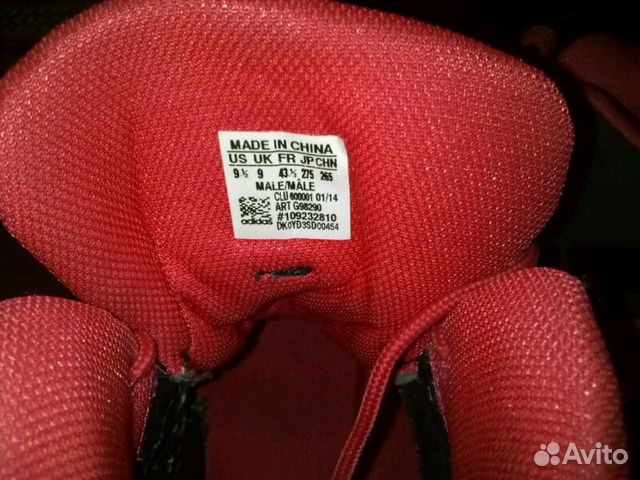 MADE IN CHINA
US UK FR JP CHN
9½ 9 43⅓ 275 265
MALE/MÂLE
CLU 600001 01/14
ART G98290
#109232810
adidas DK0YD3SDC0454
Avito